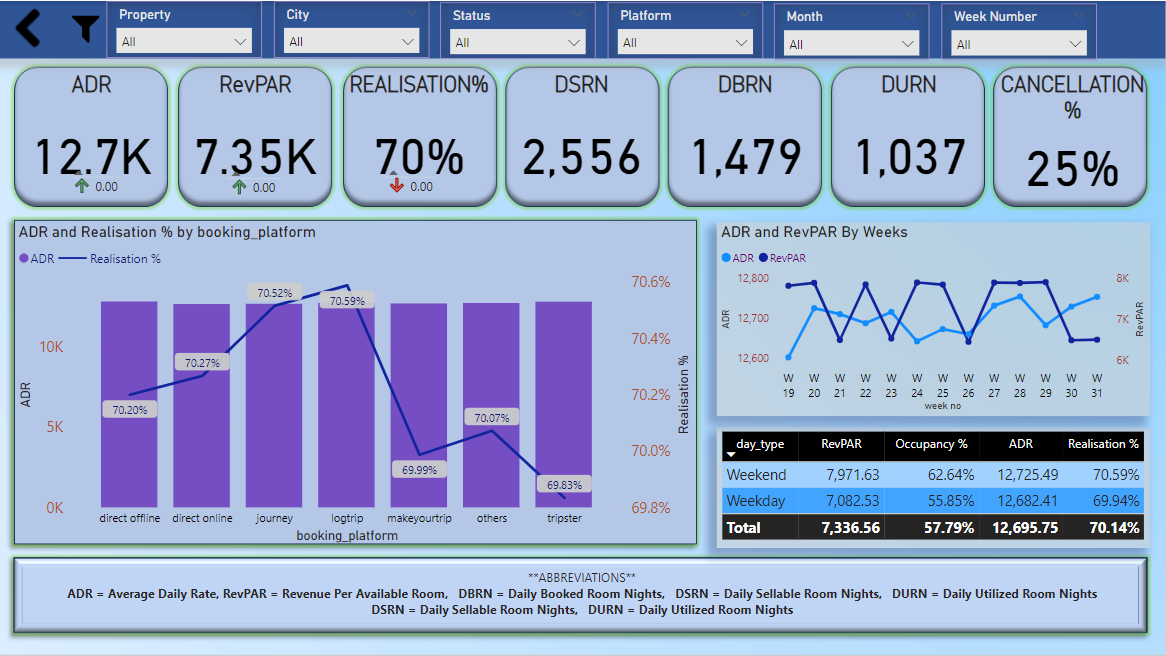 Property
City
Status
Platform
Month
Week Number
All
All
All
All
All
All
ADR
12.7K
0.00
RevPAR
7.35K
0.00
REALISATION%
70%
0.00
DSRN
2,556
DBRN
1,479
DURN
1,037
CANCELLATION
%
25%
ADR and Realisation % by booking_platform
ADR Realisation %
10K
5K
0K
ADR
70.20%
70.27%
70.52%
70.59%
69.99%
70.07%
69.83%
70.6%
70.4%
70.2%
70.0%
69.8%
Realisation %
direct offline direct online journey logtrip makeyourtrip others tripster
booking_platform
ADR and RevPAR By Weeks
ADR RevPAR
12,800
12,700
12,600
ADR
8K
7K
6K
RevPAR
W W W W W W W W W W W W W
19 20 21 22 23 24 25 26 27 28 29 30 31
week no
day_type RevPAR Occupancy % ADR Realisation %
Weekend 7,971.63 62.64% 12,725.49 70.59%
Weekday 7,082.53 55.85% 12,682.41 69.94%
Total 7,336.56 57.79% 12,695.75 70.14%
**ABBREVIATIONS**
ADR = Average Daily Rate, RevPAR = Revenue Per Available Room, DBRN = Daily Booked Room Nights, DSRN = Daily Sellable Room Nights, DURN = Daily Utilized Room Nights
DSRN = Daily Sellable Room Nights, DURN = Daily Utilized Room Nights